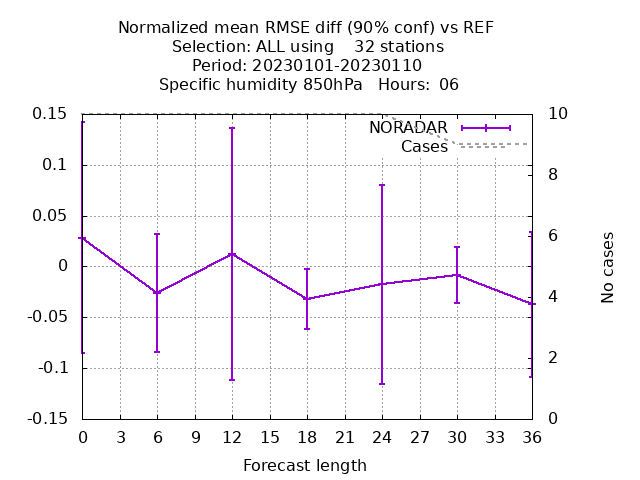 Normalized mean RMSE diff (90% conf) vs REF
Selection: ALL using    32 stations
Period: 20230101-20230110
Specific humidity 850hPa   Hours:  06
NORADAR
Cases
0.15
0.1
0.05
0
-0.05
-0.1
-0.15
10
8
6
4
2
0
No cases
0 3 6 9 12 15 18 21 24 27 30 33 36
Forecast length